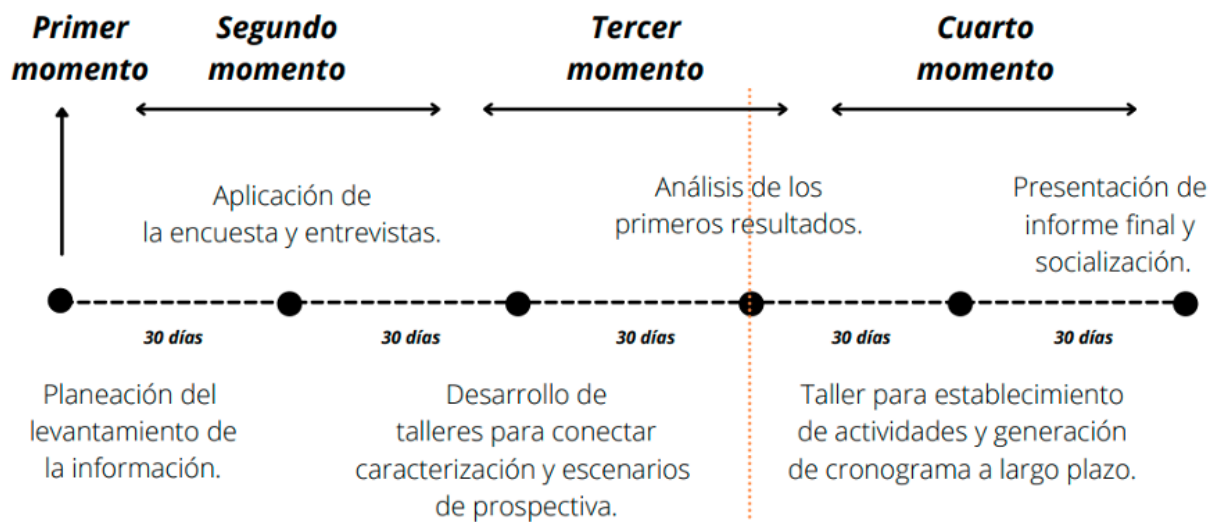 Primer
momento
Segundo
momento
Tercer
momento
Cuarto
momento
Aplicación de
la encuesta y entrevistas.
Análisis de los
primeros resultados.
Presentación de
informe final y
socialización.
30 días
30 días
30 días
30 días
30 días
Planeación del
levantamiento de
la información.
Desarrollo de
talleres para conectar
caracterización y escenarios
de prospectiva.
Taller para establecimiento
de actividades y generación
de cronograma a largo plazo.